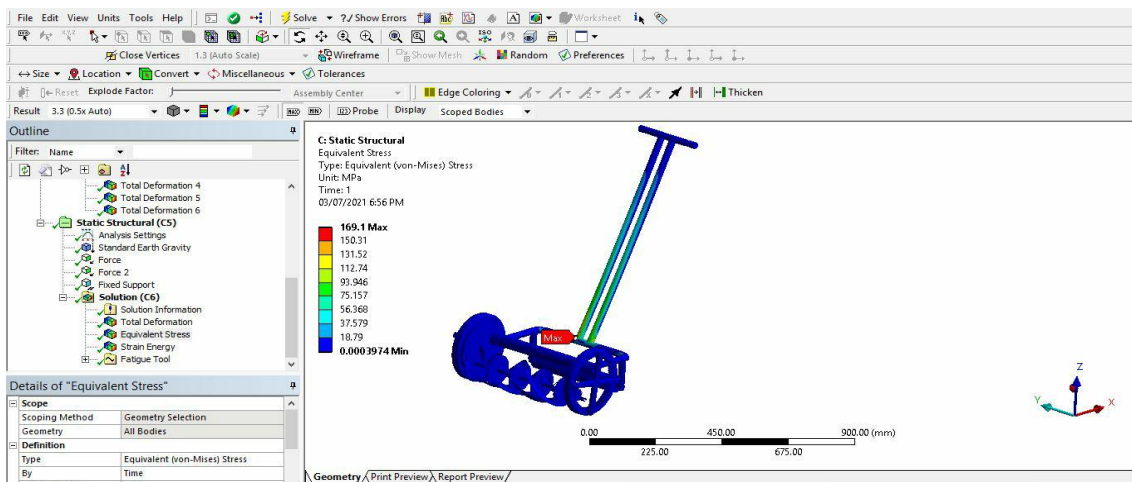 File Edit View Units Tools Help Solve ?/ Show Errors Worksheet
Close Vertices 1.3 (Auto Scale) Wireframe Show Mesh Random Preferences
Size Location Convert Miscellaneous Tolerances
Reset Explode Factor: Assembly Center Edge Coloring Thicken
Result 3.3 (0.5x Auto) Probe Display Scoped Bodies
Outline
Filter: Name
Total Deformation 4
Total Deformation 5
Total Deformation 6
Static Structural (C5)
Analysis Settings
Standard Earth Gravity
Force
Force 2
Fixed Support
Solution (C6)
Solution Information
Total Deformation
Equivalent Stress
Strain Energy
Fatigue Tool
Details of "Equivalent Stress"
Scope
Scoping Method Geometry Selection
Geometry All Bodies
Definition
Type Equivalent (von-Mises) Stress
By Time
C: Static Structural
Equivalent Stress
Type: Equivalent (von-Mises) Stress
Unit: MPa
Time: 1
03/07/2021 6:56 PM
169.1 Max
150.31
131.52
112.74
93.946
75.157
56.368
37.579
18.79
0.0003974 Min
Max
Z
Y X
0.00 450.00 900.00 (mm)
225.00 675.00
Geometry Print Preview Report Preview